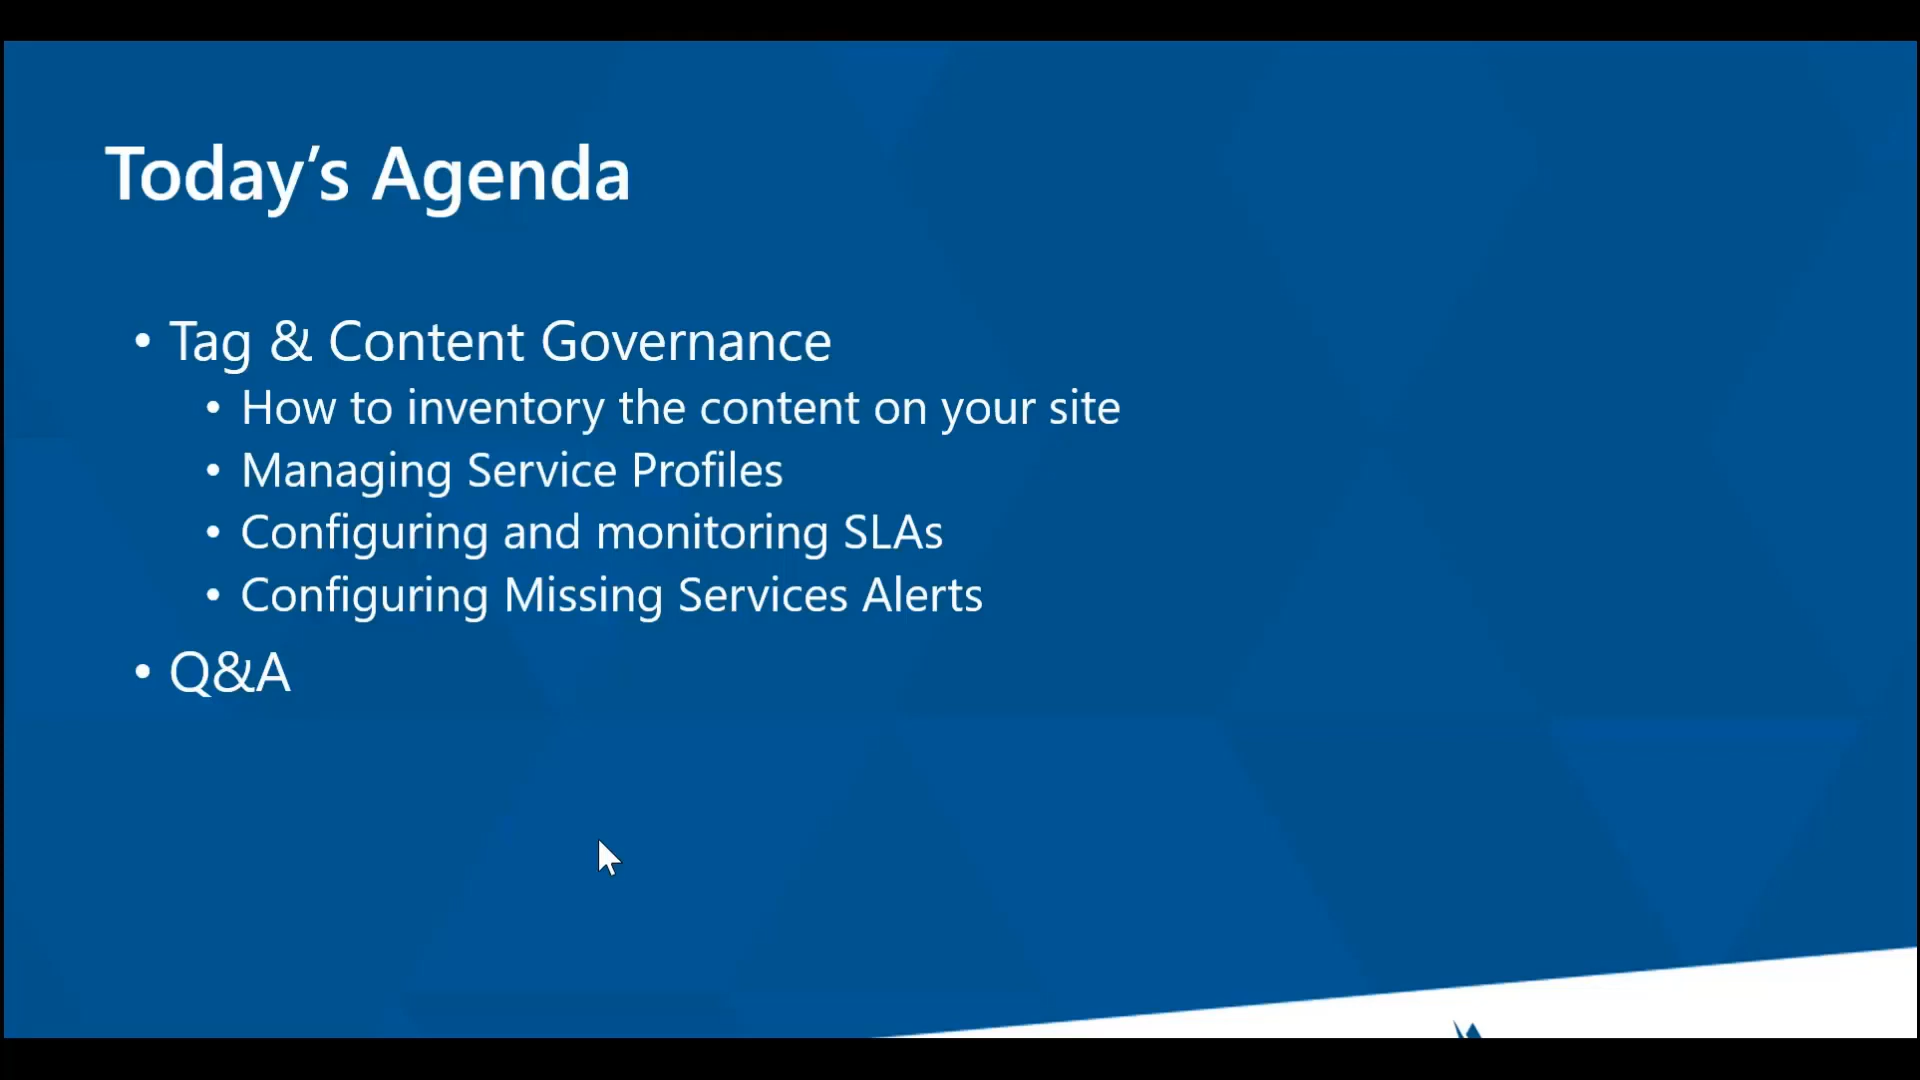 Today's Agenda
• Tag & Content Governance
• How to inventory the content on your site
• Managing Service Profiles
• Configuring and monitoring SLAs
• Configuring Missing Services Alerts
• Q&A